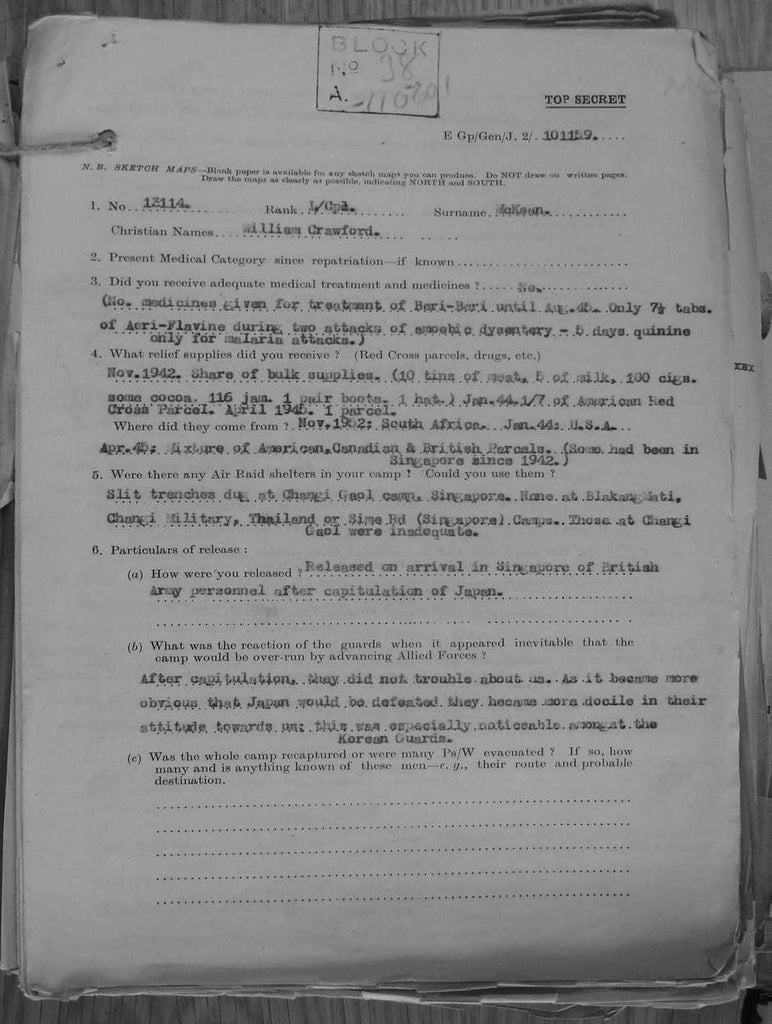 BLOCK
No 98
A.
TOP SECRET
E Gp/Gen/J. 2/. 101159.....
N. B. SKETCH MAPS—Blank paper is available for any sketch maps you can produce. Do NOT draw on written pages.
Draw the maps as clearly as possible, indicating NORTH and SOUTH.
1. No. 13114. Rank. L/Cpl. Surname. McKean.
Christian Names.... William Crawford.
2. Present Medical Category since repatriation—if known
3. Did you receive adequate medical treatment and medicines ? No.
(No. medicines given for treatment of Beri-Beri until Aug.45. Only 7½ tabs.
of Acri-Flavine during two attacks of amoebic dysentery - 5 days quinine
only for malaria attacks.)
4. What relief supplies did you receive ? (Red Cross parcels, drugs, etc.)
Nov.1942. Share of bulk supplies. (10 tins of meat. 5 of milk. 100 cigs.
some cocoa. 116 jam. 1 pair boots. 1 hat.) Jan.44.1/7 of American Red
Cross Parcel. April 1945. 1 parcel.
Where did they come from ? Nov.1952; South Africa. Jan.44; U.S.A.
Apr.45; Mixture of American, Canadian & British Parcels. (Some had been in
Singapore since 1942.)
5. Were there any Air Raid shelters in your camp ? Could you use them ?
Slit trenches dug at Changi Gaol camp. Singapore. None at Blakang Mati,
Changi Military, Thailand or Sime Rd (Singapore) Camps. Those at Changi
Gaol were inadequate.
6. Particulars of release :
(a) How were you released ? Released on arrival in Singapore of British
Army personnel after capitulation of Japan.
(b) What was the reaction of the guards when it appeared inevitable that the
camp would be over-run by advancing Allied Forces ?
After capitulation. they did not trouble about us. As it became more
obvious that Japan would be defeated they became more docile in their
attitude towards us; this was especially noticeable amongst the
Korean Guards.
(c) Was the whole camp recaptured or were many Ps/W evacuated ? If so, how
many and is anything known of these men—e. g., their route and probable
destination.